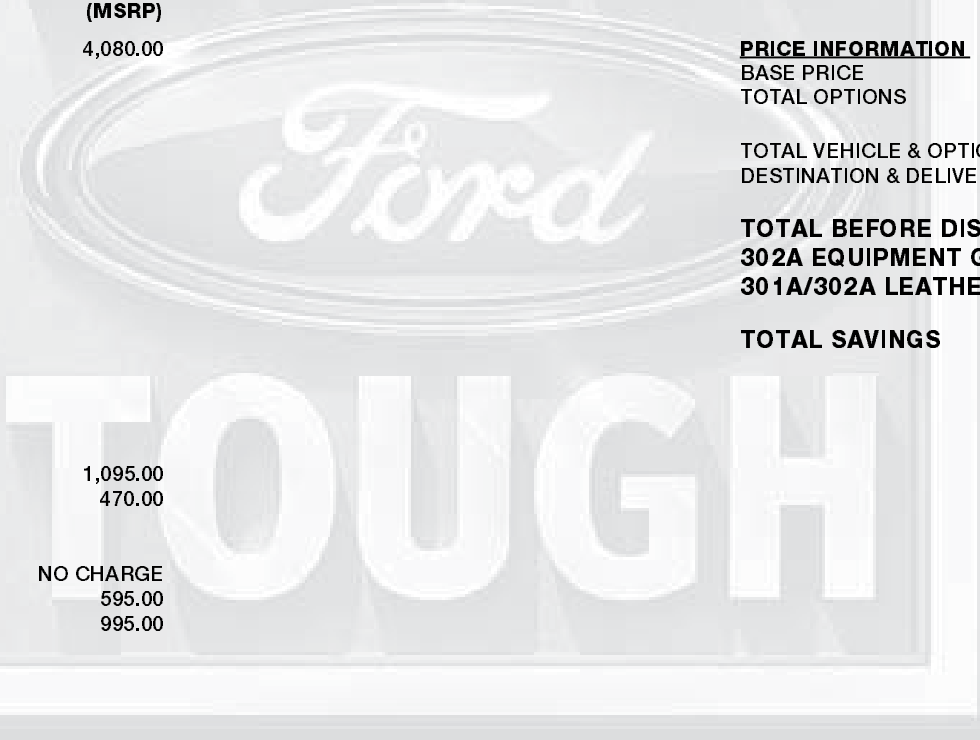 (MSRP)
4,080.00
1,095.00
470.00
NO CHARGE
595.00
995.00
PRICE INFORMATION
BASE PRICE
TOTAL OPTIONS
TOTAL VEHICLE & OPTIO
DESTINATION & DELIVE
TOTAL BEFORE DIS
302A EQUIPMENT G
301A/302A LEATHE
TOTAL SAVINGS
Ford
TOUGH